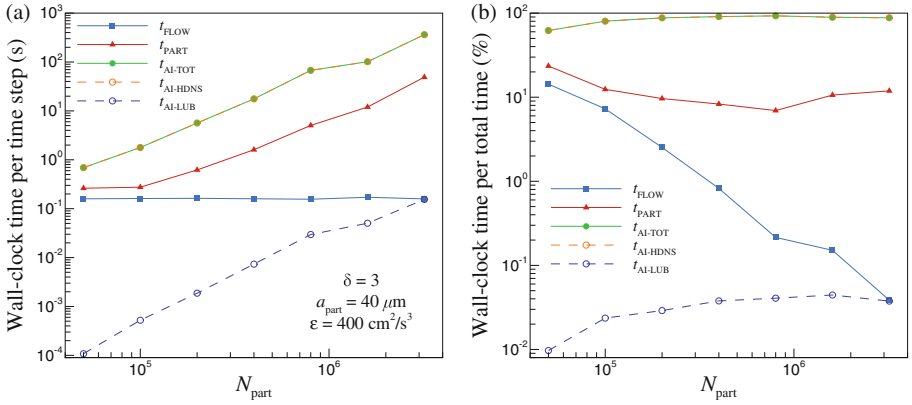 (a)
Wall-clock time per time step (s)
10³
10²
10¹
10⁰
10⁻¹
10⁻²
10⁻³
10⁻⁴
t_FLOW
t_PART
t_AI-TOT
t_AI-HDNS
t_AI-LUB
δ = 3
a_part = 40 μm
ε = 400 cm²/s³
10⁵
10⁶
N_part
(b)
Wall-clock time per total time (%)
10²
10¹
10⁰
10⁻¹
10⁻²
t_FLOW
t_PART
t_AI-TOT
t_AI-HDNS
t_AI-LUB
10⁵
10⁶
N_part